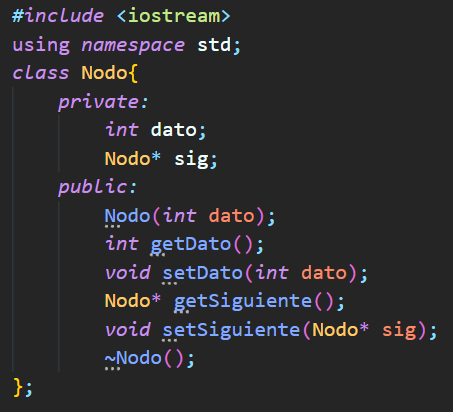 #include <iostream>
using namespace std;
class Nodo{
    private:
        int dato;
        Nodo* sig;
    public:
        Nodo(int dato);
        int getDato();
        void setDato(int dato);
        Nodo* getSiguiente();
        void setSiguiente(Nodo* sig);
        ~Nodo();
};